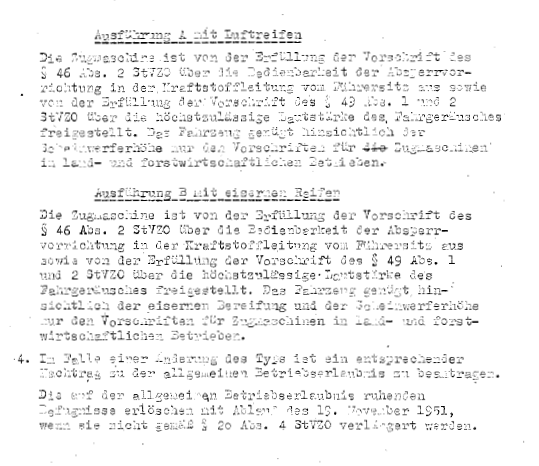 Ausführung A mit Luftreifen
Die Zugmaschine ist von der Erfüllung der Vorschrift des
§ 46 Abs. 2 StVZO über die Bedienbarkeit der Absperrvor-
richtung in der Kraftstoffleitung vom Führersitz aus sowie
von der Erfüllung der Vorschrift des § 49 Abs. 1 und 2
StVZO über die höchstzulässige Lautstärke des Fahrgeräusches
freigestellt. Das Fahrzeug genügt hinsichtlich der
Scheinwerferhöhe nur den Vorschriften für die Zugmaschinen
in land- und forstwirtschaftlichen Betrieben.
Ausführung B mit eisernen Reifen
Die Zugmaschine ist von der Erfüllung der Vorschrift des
§ 46 Abs. 2 StVZO über die Bedienbarkeit der Absperr-
vorrichtung in der Kraftstoffleitung vom Führersitz aus
sowie von der Erfüllung der Vorschrift des § 49 Abs. 1
und 2 StVZO über die höchstzulässige Lautstärke des
Fahrgeräusches freigestellt. Das Fahrzeug genügt hin-
sichtlich der eisernen Bereifung und der Scheinwerferhöhe
nur den Vorschriften für Zugmaschinen in land- und forst-
wirtschaftlichen Betrieben.
4. Im Falle einer Änderung des Typs ist ein entsprechender
Nachtrag zu der allgemeinen Betriebserlaubnis zu beantragen.
Die auf der allgemeinen Betriebserlaubnis ruhenden
Befugnisse erlöschen mit Ablauf des 19. November 1951,
wenn sie nicht gemäß § 20 Abs. 4 StVZO verlängert werden.